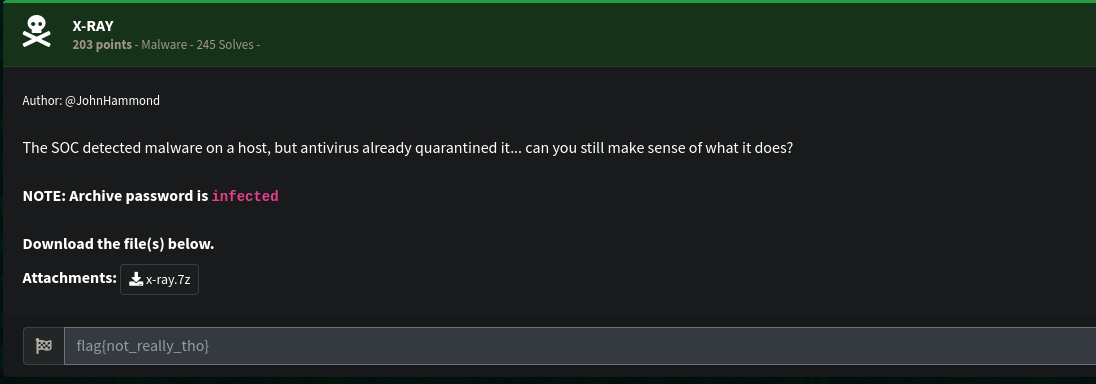 X-RAY
203 points - Malware - 245 Solves -
Author: @JohnHammond
The SOC detected malware on a host, but antivirus already quarantined it... can you still make sense of what it does?
NOTE: Archive password is infected
Download the file(s) below.
Attachments: x-ray.7z
flag{not_really_tho}